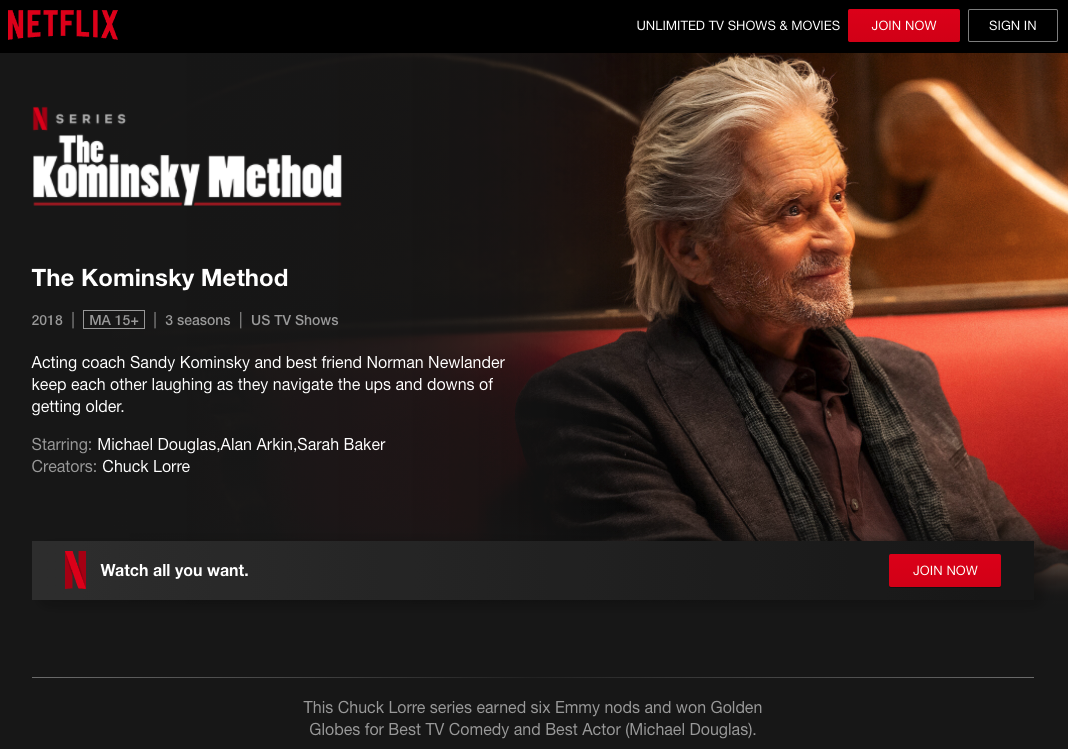 NETFLIX
UNLIMITED TV SHOWS & MOVIES
JOIN NOW
SIGN IN
N SERIES
The
Kominsky Method
The Kominsky Method
2018 | MA 15+ | 3 seasons | US TV Shows
Acting coach Sandy Kominsky and best friend Norman Newlander
keep each other laughing as they navigate the ups and downs of
getting older.
Starring: Michael Douglas,Alan Arkin,Sarah Baker
Creators: Chuck Lorre
N Watch all you want.
JOIN NOW
This Chuck Lorre series earned six Emmy nods and won Golden
Globes for Best TV Comedy and Best Actor (Michael Douglas).